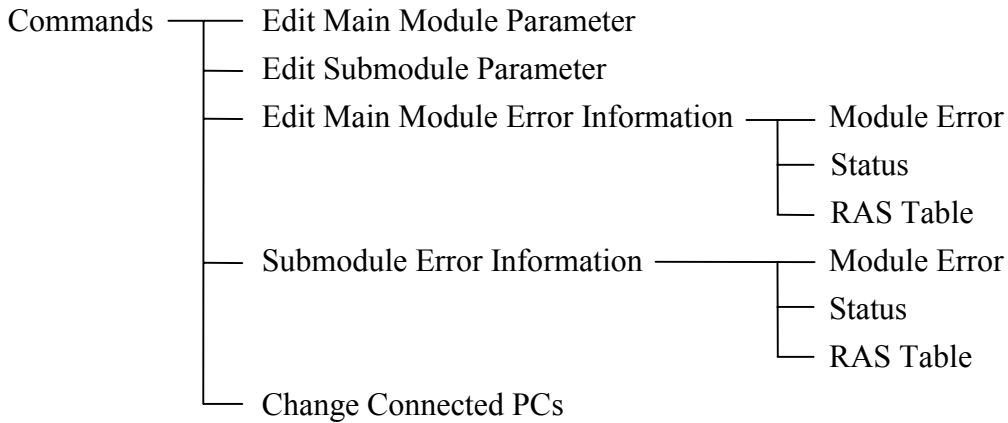 Commands
Edit Main Module Parameter
Edit Submodule Parameter
Edit Main Module Error Information
Module Error
Status
RAS Table
Submodule Error Information
Module Error
Status
RAS Table
Change Connected PCs